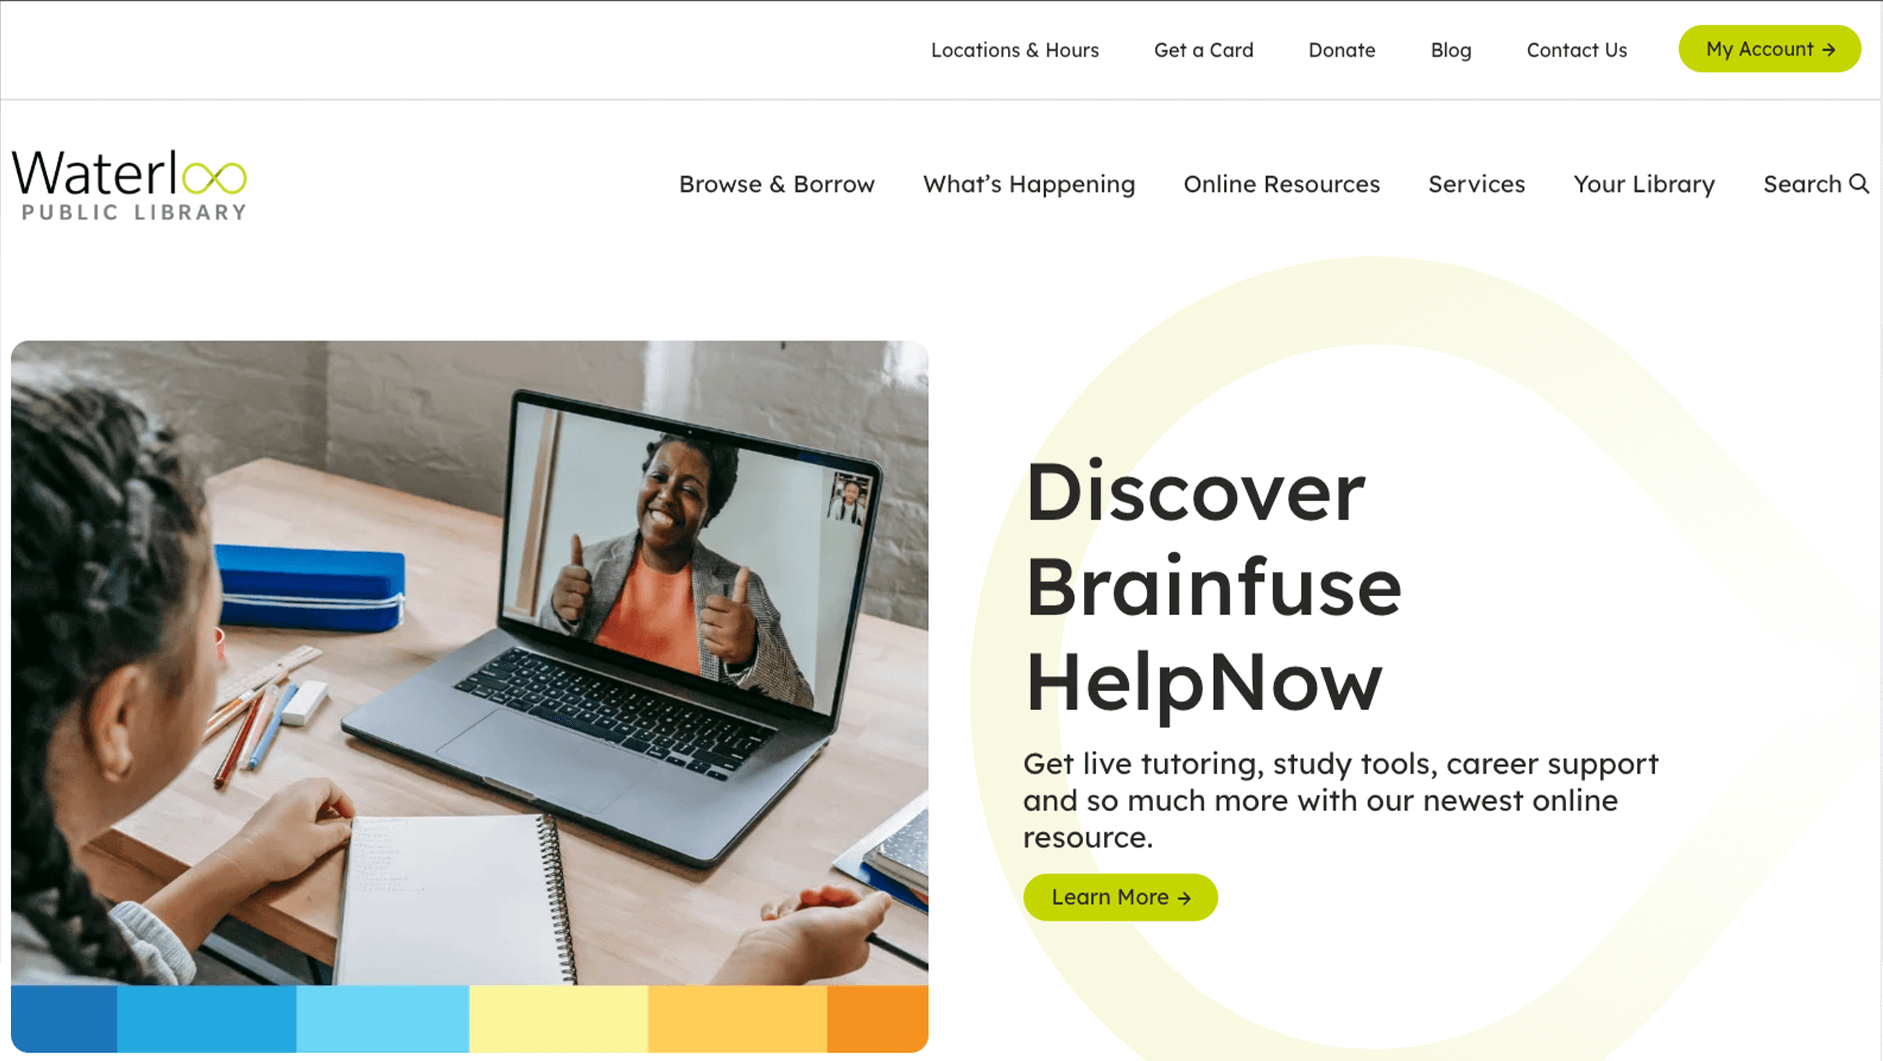 Locations & Hours Get a Card Donate Blog Contact Us My Account →
Waterloo
PUBLIC LIBRARY
Browse & Borrow What’s Happening Online Resources Services Your Library Search
Discover
Brainfuse
HelpNow
Get live tutoring, study tools, career support
and so much more with our newest online
resource.
Learn More →